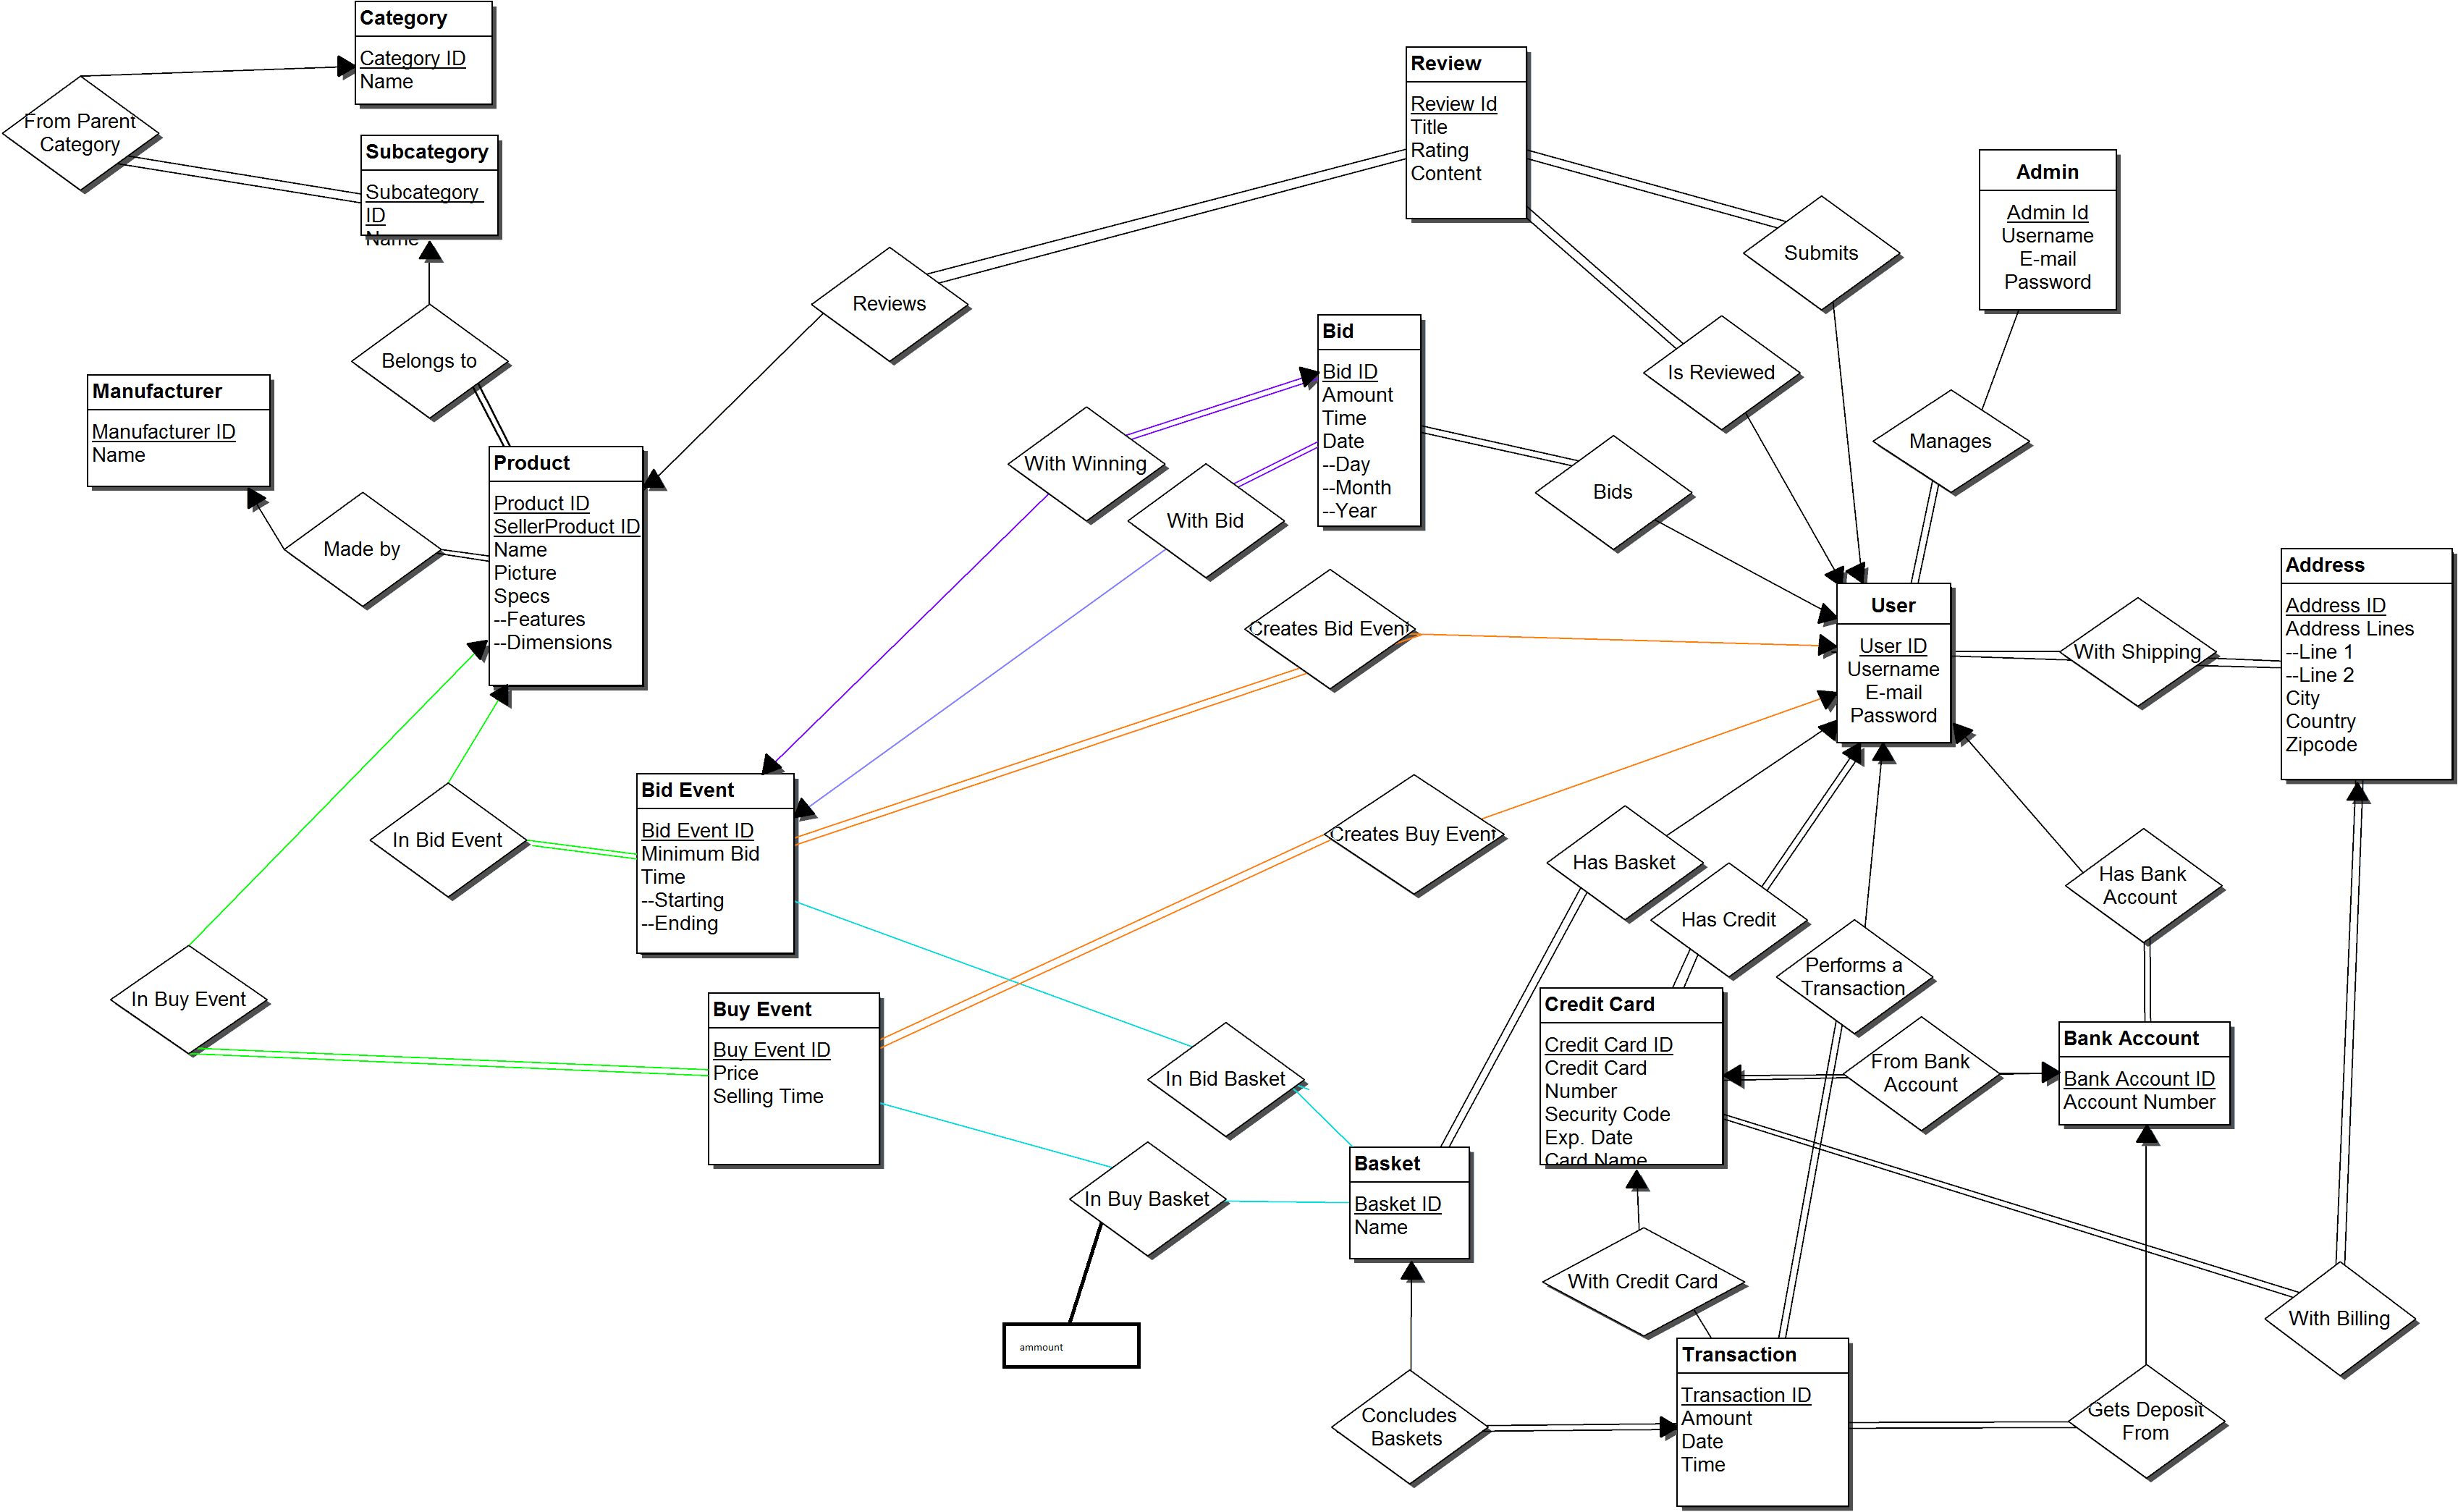 Category
Category ID
Name
From Parent
Category
Subcategory
Subcategory
ID
Name
Belongs to
Manufacturer
Manufacturer ID
Name
Made by
Product
Product ID
SellerProduct ID
Name
Picture
Specs
--Features
--Dimensions
Reviews
Review
Review Id
Title
Rating
Content
Submits
Is Reviewed
Admin
Admin Id
Username
E-mail
Password
Manages
Bid
Bid ID
Amount
Time
Date
--Day
--Month
--Year
With Winning
With Bid
Bids
Creates Bid Event
User
User ID
Username
E-mail
Password
With Shipping
Address
Address ID
Address Lines
--Line 1
--Line 2
City
Country
Zipcode
In Bid Event
Bid Event
Bid Event ID
Minimum Bid
Time
--Starting
--Ending
Creates Buy Event
Has Basket
Has Credit
Performs a
Transaction
Has Bank
Account
In Buy Event
Buy Event
Buy Event ID
Price
Selling Time
In Bid Basket
In Buy Basket
ammount
Basket
Basket ID
Name
Credit Card
Credit Card ID
Credit Card
Number
Security Code
Exp. Date
Card Name
From Bank
Account
Bank Account
Bank Account ID
Account Number
With Credit Card
With Billing
Concludes
Baskets
Transaction
Transaction ID
Amount
Date
Time
Gets Deposit
From